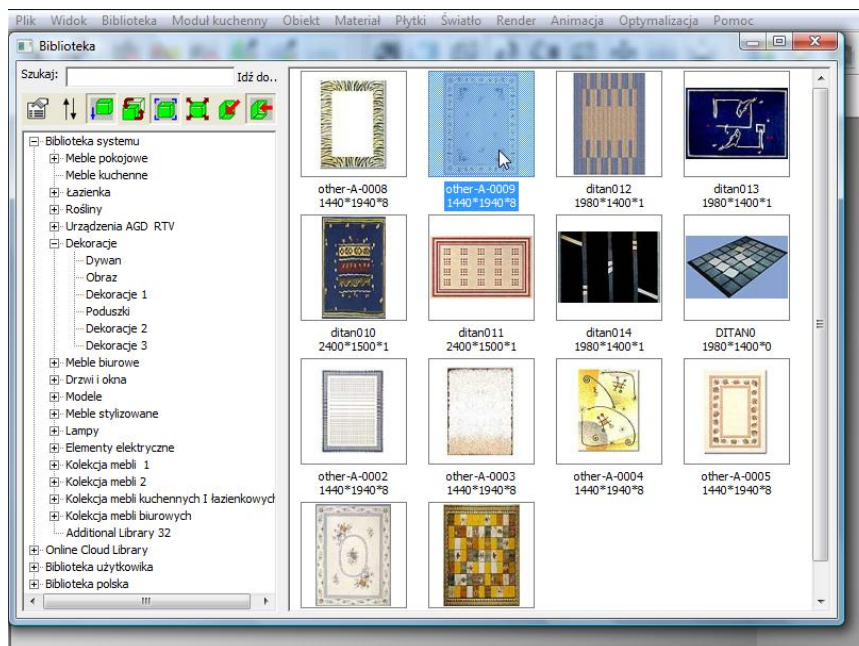 Plik Widok Biblioteka Moduł kuchenny Obiekt Materiał Płytki Światło Render Animacja Optymalizacja Pomoc
Biblioteka
Szukaj: Idź do..
Biblioteka systemu
Meble pokojowe
Meble kuchenne
Łazienka
Rośliny
Urządzenia AGD RTV
Dekoracje
Dywan
Obraz
Dekoracje 1
Poduszki
Dekoracje 2
Dekoracje 3
Meble biurowe
Drzwi i okna
Modele
Meble stylizowane
Lampy
Elementy elektryczne
Kolekcja mebli 1
Kolekcja mebli 2
Kolekcja mebli kuchennych I łazienkowych
Kolekcja mebli biurowych
Additional Library 32
Online Cloud Library
Biblioteka użytkowika
Biblioteka polska
other-A-0008 other-A-0009 ditan012 ditan013
1440*1940*8 1440*1940*8 1980*1400*1 1980*1400*1
ditan010 ditan011 ditan014 DITAN0
2400*1500*1 2400*1500*1 1980*1400*1 1980*1400*0
other-A-0002 other-A-0003 other-A-0004 other-A-0005
1440*1940*8 1440*1940*8 1440*1940*8 1440*1940*8